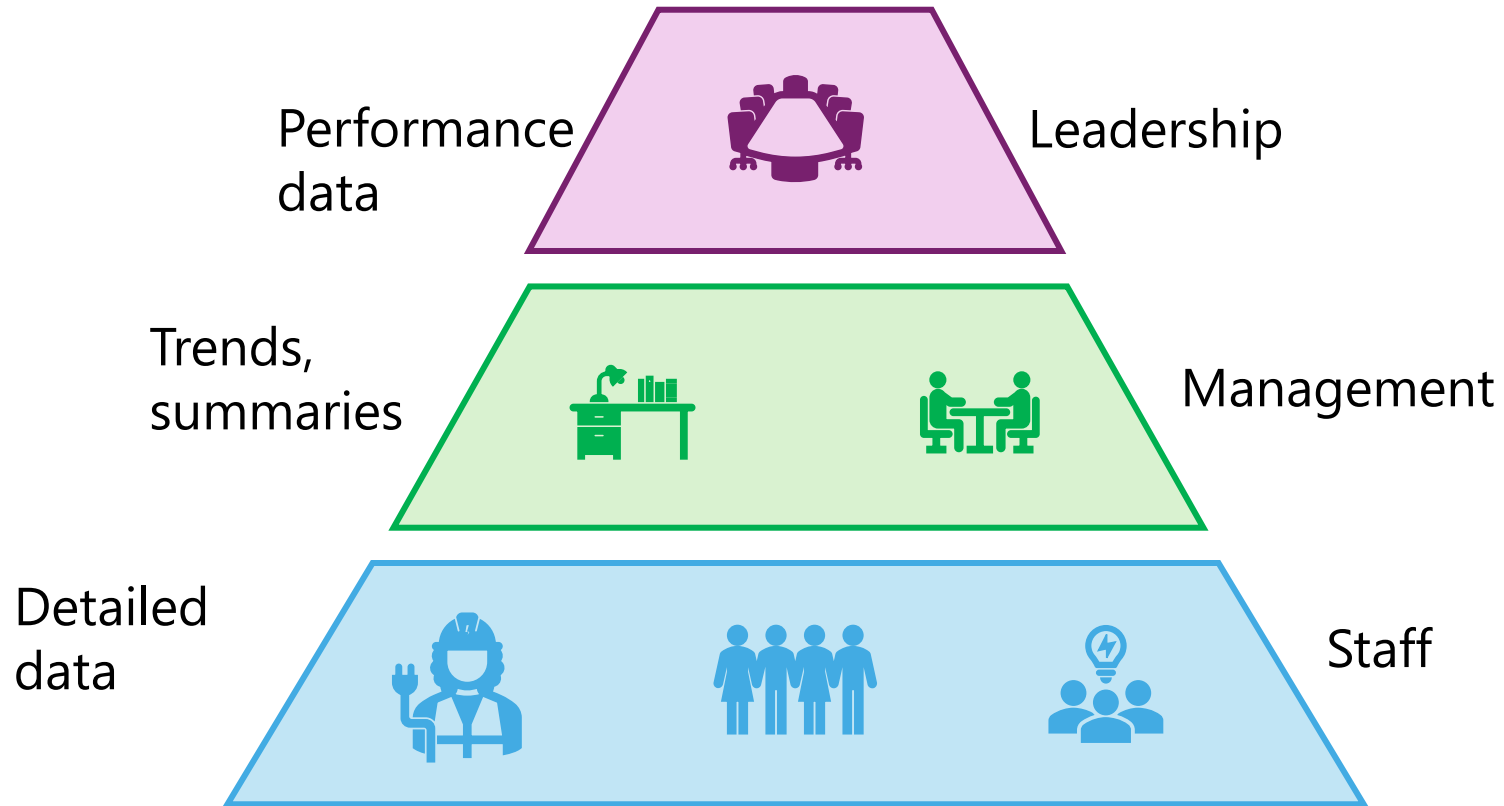 Performance
data
Leadership
Trends,
summaries
Management
Detailed
data
Staff